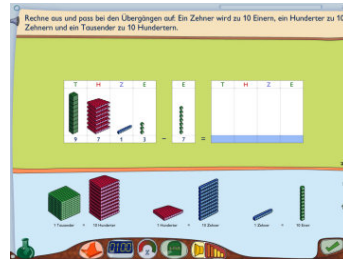 Rechne aus und pass bei den Übergängen auf: Ein Zehner wird zu 10 Einern, ein Hunderter zu 10
Zehnern und ein Tausender zu 10 Hundertern.
T H Z E E T H Z E
9 7 1 3 − 7 =
1 Tausender = 10 Hunderter 1 Hunderter = 10 Zehner 1 Zehner = 10 Einer
0100